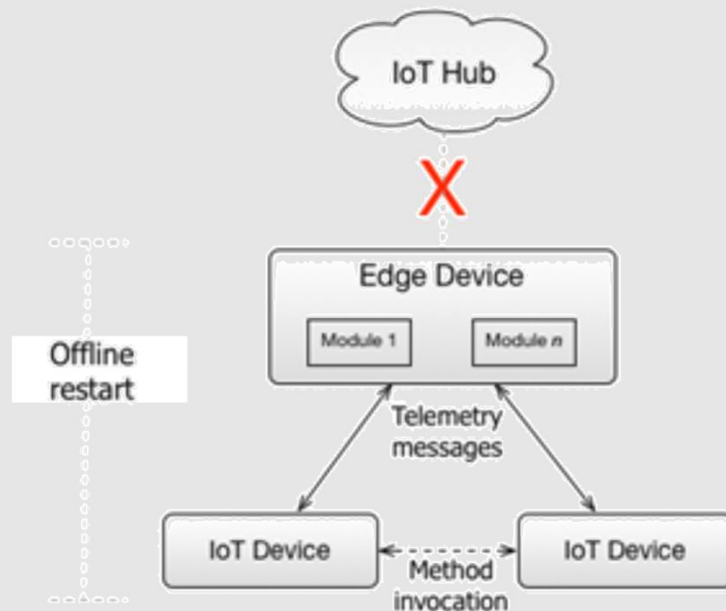 IoT Hub
X
Edge Device
Module 1
Module n
Offline
restart
Telemetry
messages
IoT Device
IoT Device
Method
invocation